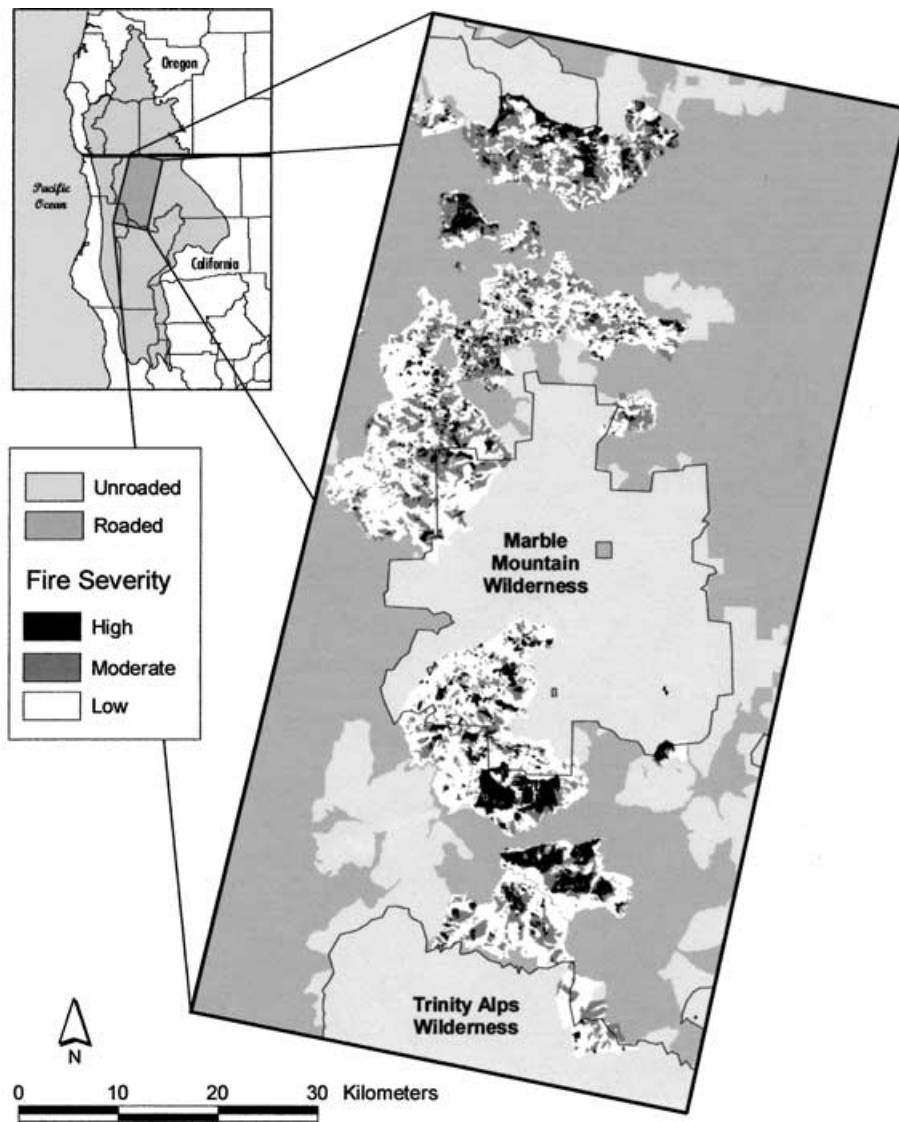 Oregon
Pacific
Ocean
California
Unroaded
Roaded
Fire Severity
High
Moderate
Low
Marble
Mountain
Wilderness
Trinity Alps
Wilderness
N
0 10 20 30 Kilometers